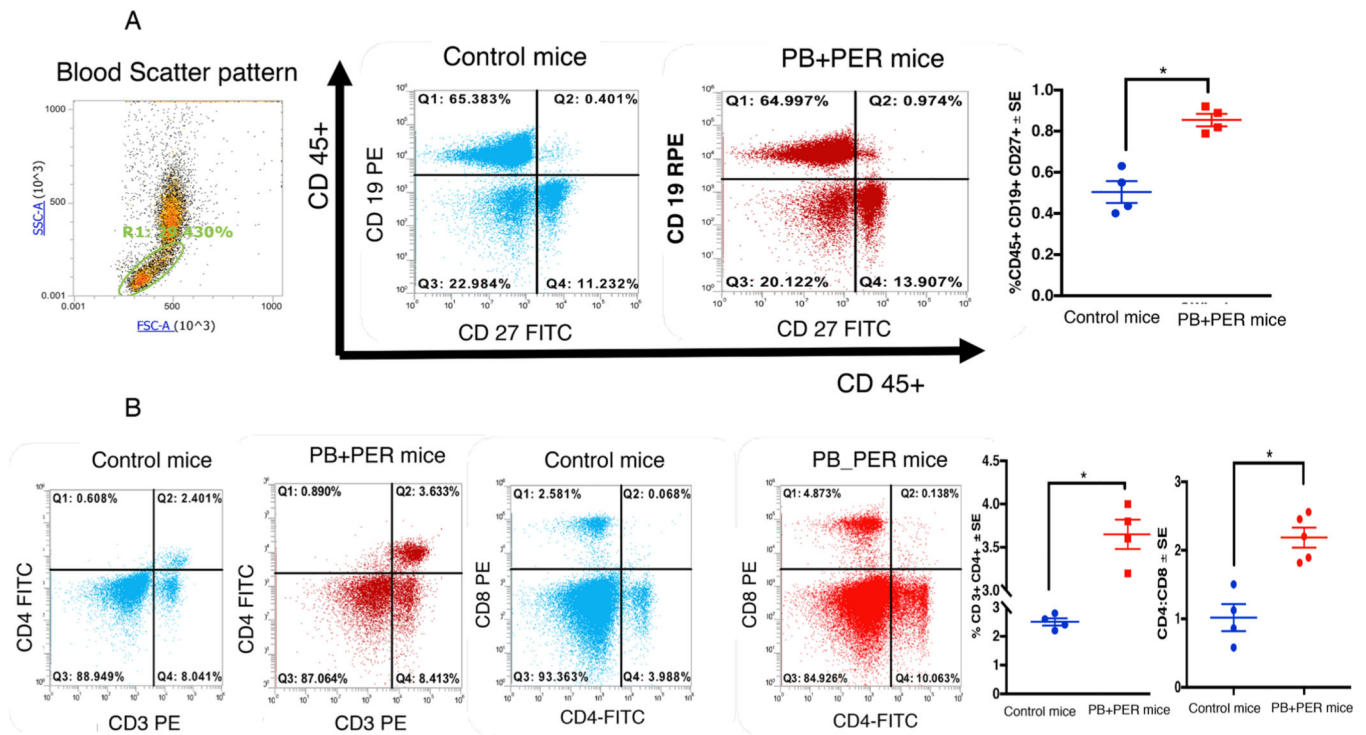 A
Blood Scatter pattern
1000
500
0.001
SSC-A (10^3)
0.001
500
1000
FSC-A (10^3)
CD 45+
Control mice
Q1: 65.383%
Q2: 0.401%
Q3: 22.984%
Q4: 11.232%
CD 19 PE
CD 27 FITC
PB+PER mice
Q1: 64.997%
Q2: 0.974%
Q3: 20.122%
Q4: 13.907%
CD 19 RPE
CD 27 FITC
CD 45+
%CD45+ CD19+ CD27+ ± SE
1.0
0.8
0.6
0.4
0.2
0.0
*
Control mice
PB+PER mice
B
Control mice
Q1: 0.608%
Q2: 2.401%
Q3: 88.949%
Q4: 8.041%
CD4 FITC
CD3 PE
PB+PER mice
Q1: 0.890%
Q2: 3.633%
Q3: 87.064%
Q4: 8.413%
CD4 FITC
CD3 PE
Control mice
Q1: 2.581%
Q2: 0.068%
Q3: 93.363%
Q4: 3.988%
CD8 PE
CD4-FITC
PB_PER mice
Q1: 4.873%
Q2: 0.138%
Q3: 84.926%
Q4: 10.063%
CD8 PE
CD4-FITC
% CD 3+ CD4+ ± SE
4.5
4.0
3.5
3.0
3
2
1
0
*
Control mice
PB+PER mice
CD4:CD8 ± SE
3
2
1
0
*
Control mice
PB+PER mice